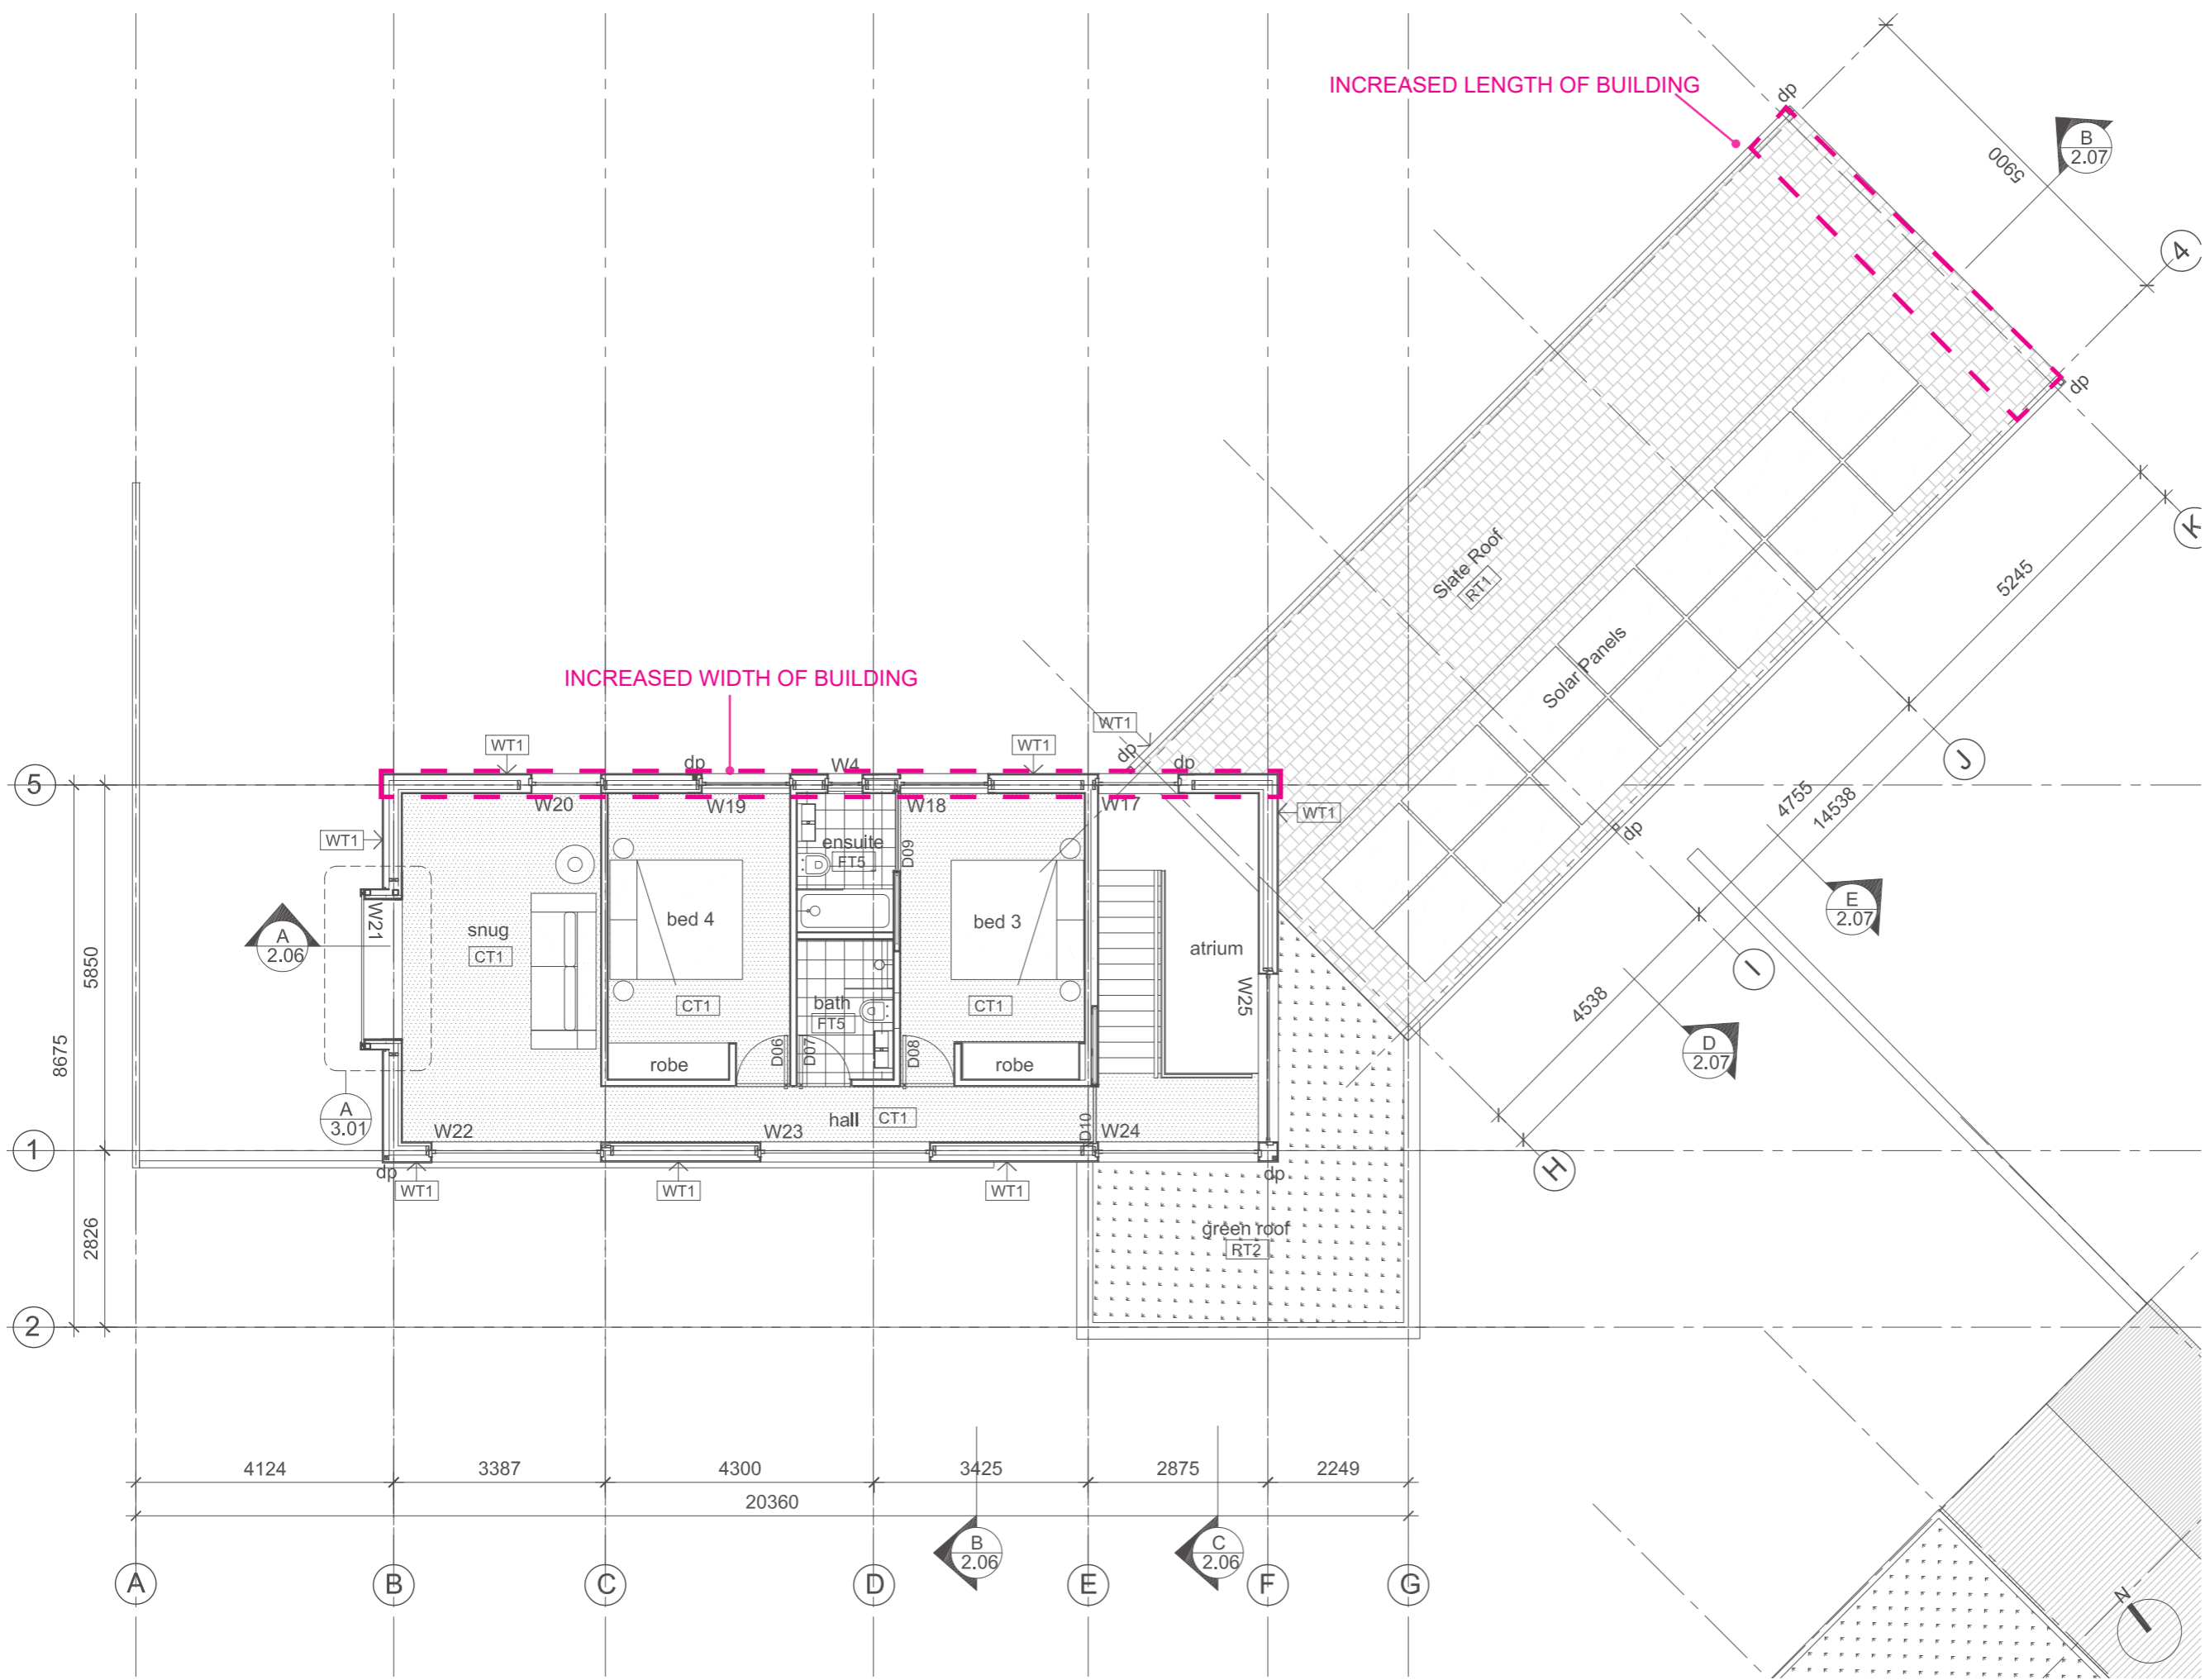 INCREASED LENGTH OF BUILDING
dp
B
2.07
5900
4
dp
K
5245
Slate Roof
RT1
Solar Panels
J
INCREASED WIDTH OF BUILDING
WT1
dp
W4
WT1
WT1
dp
dp
5
W20
W19
W18
W17
WT1
4755
14538
dp
WT1
ensuite
FT5
D09
W21
A
2.06
snug
CT1
bed 4
bed 3
atrium
E
2.07
I
W25
CT1
bath
FT5
CT1
4538
5850
8675
robe
D06
D07
D08
robe
D
2.07
A
3.01
hall
CT1
D10
W22
W23
W24
1
dp
WT1
WT1
WT1
dp
H
2826
green roof
RT2
2
4124
3387
4300
3425
2875
2249
20360
B
2.06
C
2.06
A
B
C
D
E
F
G
N